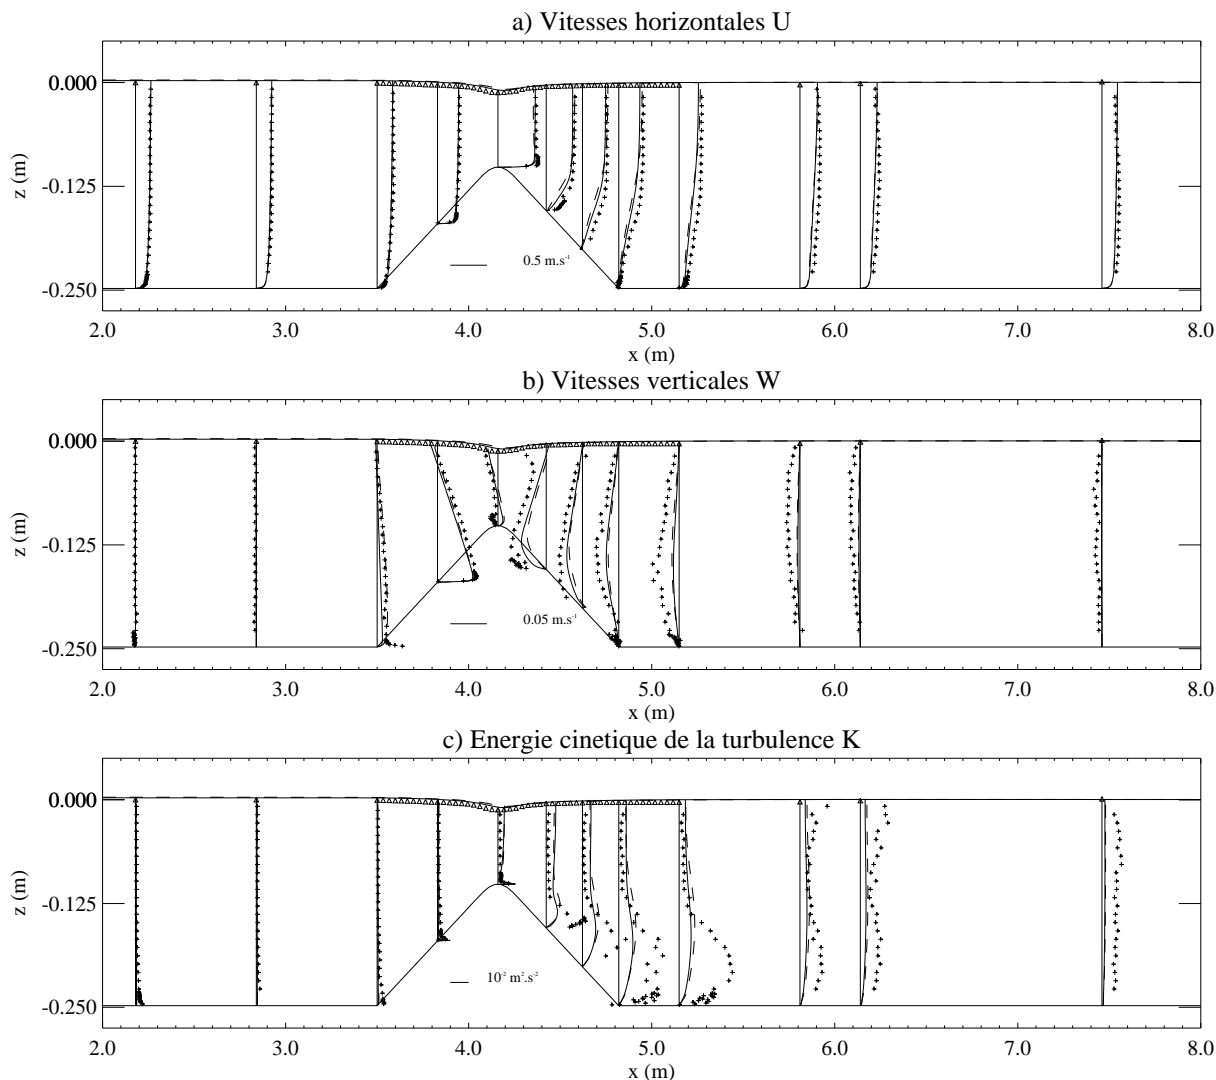 a) Vitesses horizontales U
0.000
-0.125
-0.250
z (m)
0.5 m.s⁻¹
2.0 3.0 4.0 5.0 6.0 7.0 8.0
x (m)
b) Vitesses verticales W
0.000
-0.125
-0.250
z (m)
0.05 m.s⁻¹
2.0 3.0 4.0 5.0 6.0 7.0 8.0
x (m)
c) Energie cinetique de la turbulence K
0.000
-0.125
-0.250
z (m)
10⁻² m².s⁻²
2.0 3.0 4.0 5.0 6.0 7.0 8.0
x (m)